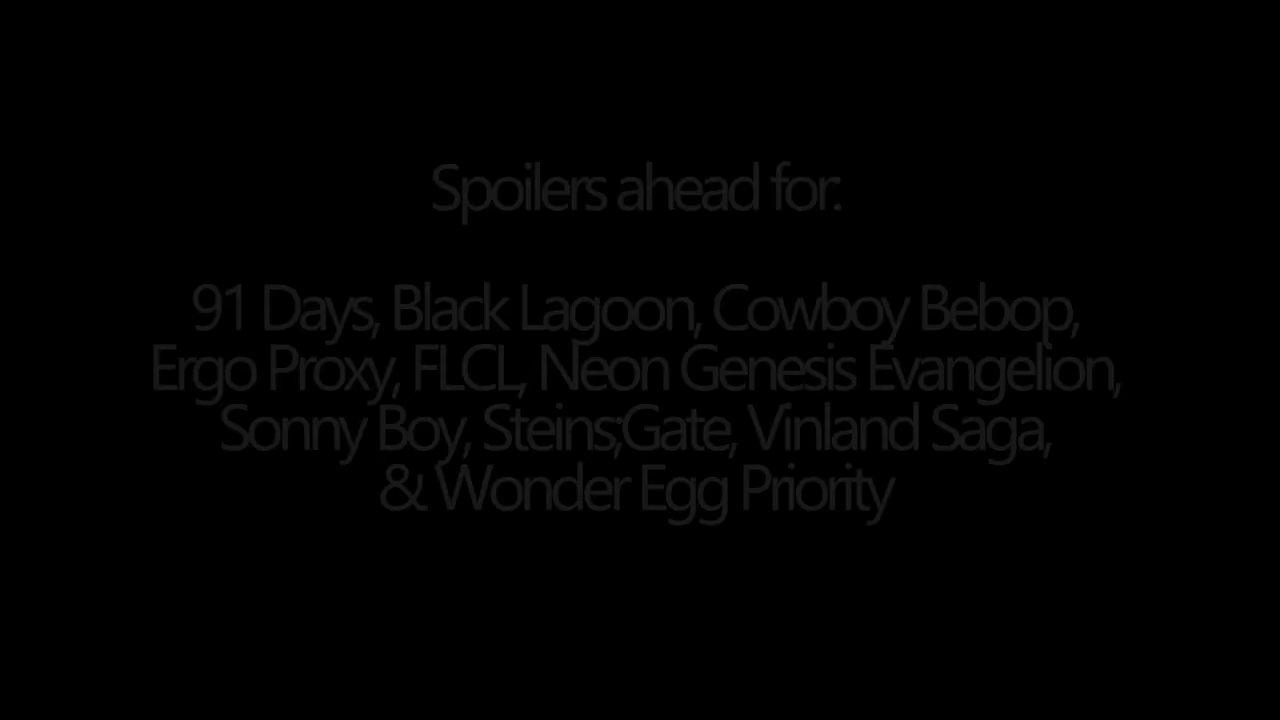 Spoilers ahead for:
91 Days, Black Lagoon, Cowboy Bebop,
Ergo Proxy, FLCL, Neon Genesis Evangelion,
Sonny Boy, Steins;Gate, Vinland Saga,
& Wonder Egg Priority